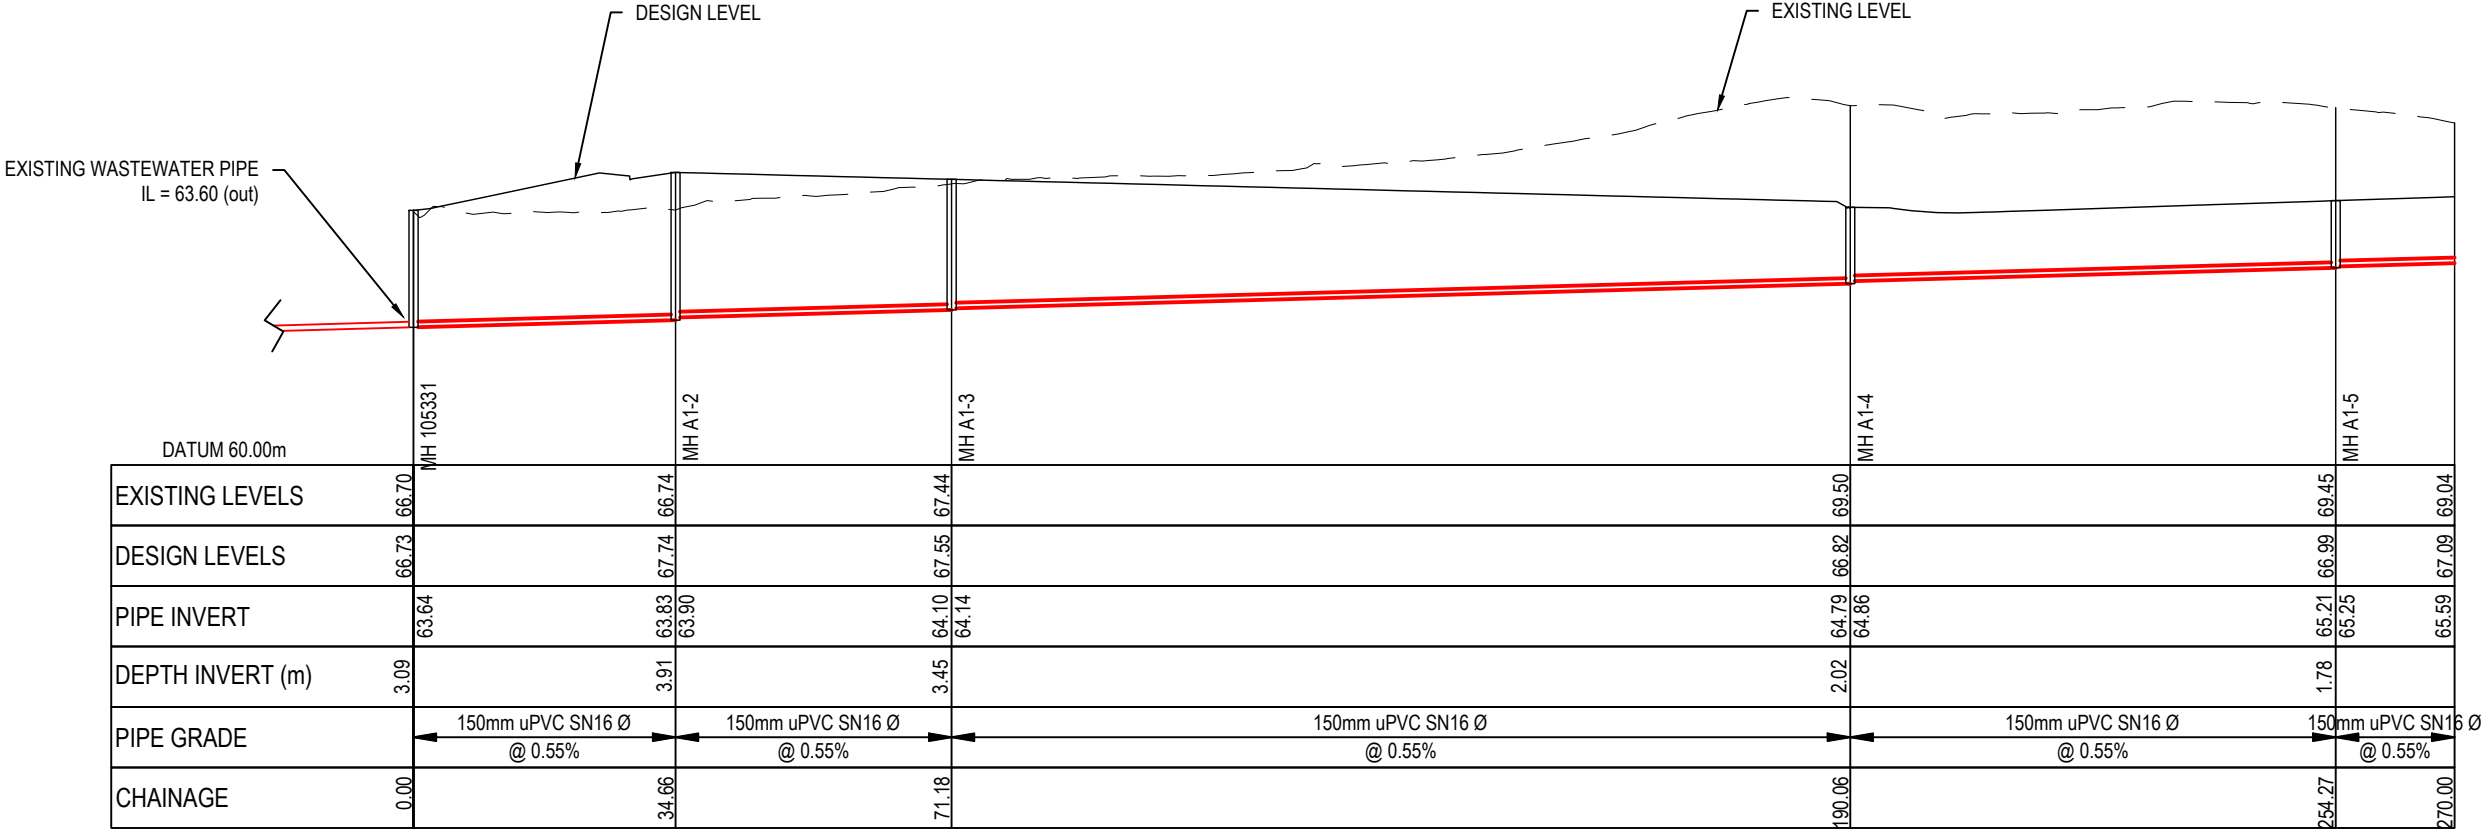 DESIGN LEVEL
EXISTING LEVEL
EXISTING WASTEWATER PIPE
IL = 63.60 (out)
MH 105331
MH A1-2
MH A1-3
MH A1-4
MH A1-5
DATUM 60.00m
EXISTING LEVELS 66.70 66.74 67.44 69.50 69.45 69.04
DESIGN LEVELS 66.73 67.74 67.55 66.82 66.99 67.09
PIPE INVERT 63.64 63.83 63.90 64.10 64.14 64.79 64.86 65.21 65.25 65.59
DEPTH INVERT (m) 3.09 3.91 3.45 2.02 1.78
PIPE GRADE
150mm uPVC SN16 Ø 150mm uPVC SN16 Ø 150mm uPVC SN16 Ø 150mm uPVC SN16 Ø 150mm uPVC SN16 Ø
@ 0.55% @ 0.55% @ 0.55% @ 0.55% @ 0.55%
CHAINAGE 0.00 34.66 71.18 190.06 254.27 270.00